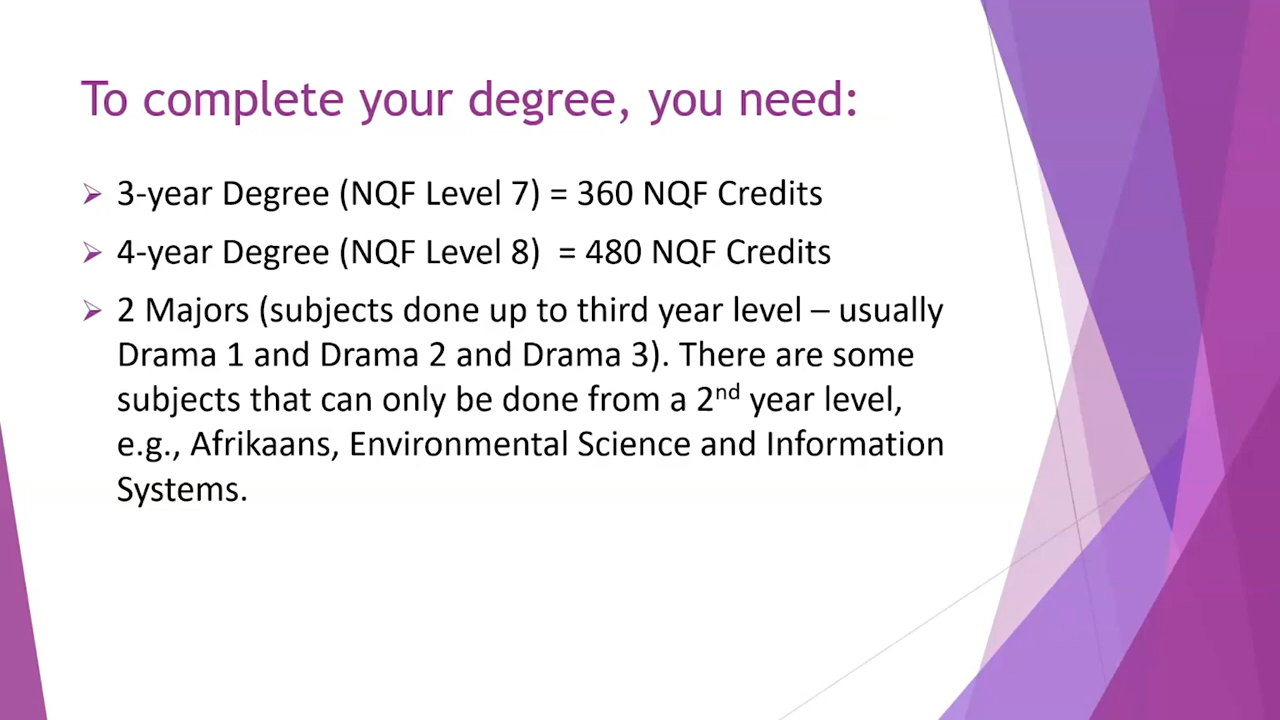 To complete your degree, you need:
3-year Degree (NQF Level 7) = 360 NQF Credits
4-year Degree (NQF Level 8)  = 480 NQF Credits
2 Majors (subjects done up to third year level – usually
Drama 1 and Drama 2 and Drama 3). There are some
subjects that can only be done from a 2nd year level,
e.g., Afrikaans, Environmental Science and Information
Systems.